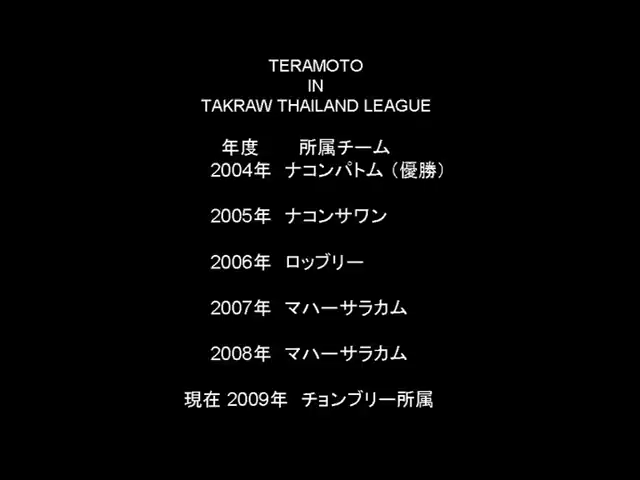 TERAMOTO
IN
TAKRAW THAILAND LEAGUE
年度 所属チーム
2004年 ナコンパトム（優勝）
2005年 ナコンサワン
2006年 ロッブリー
2007年 マハーサラカム
2008年 マハーサラカム
現在 2009年 チョンブリー所属